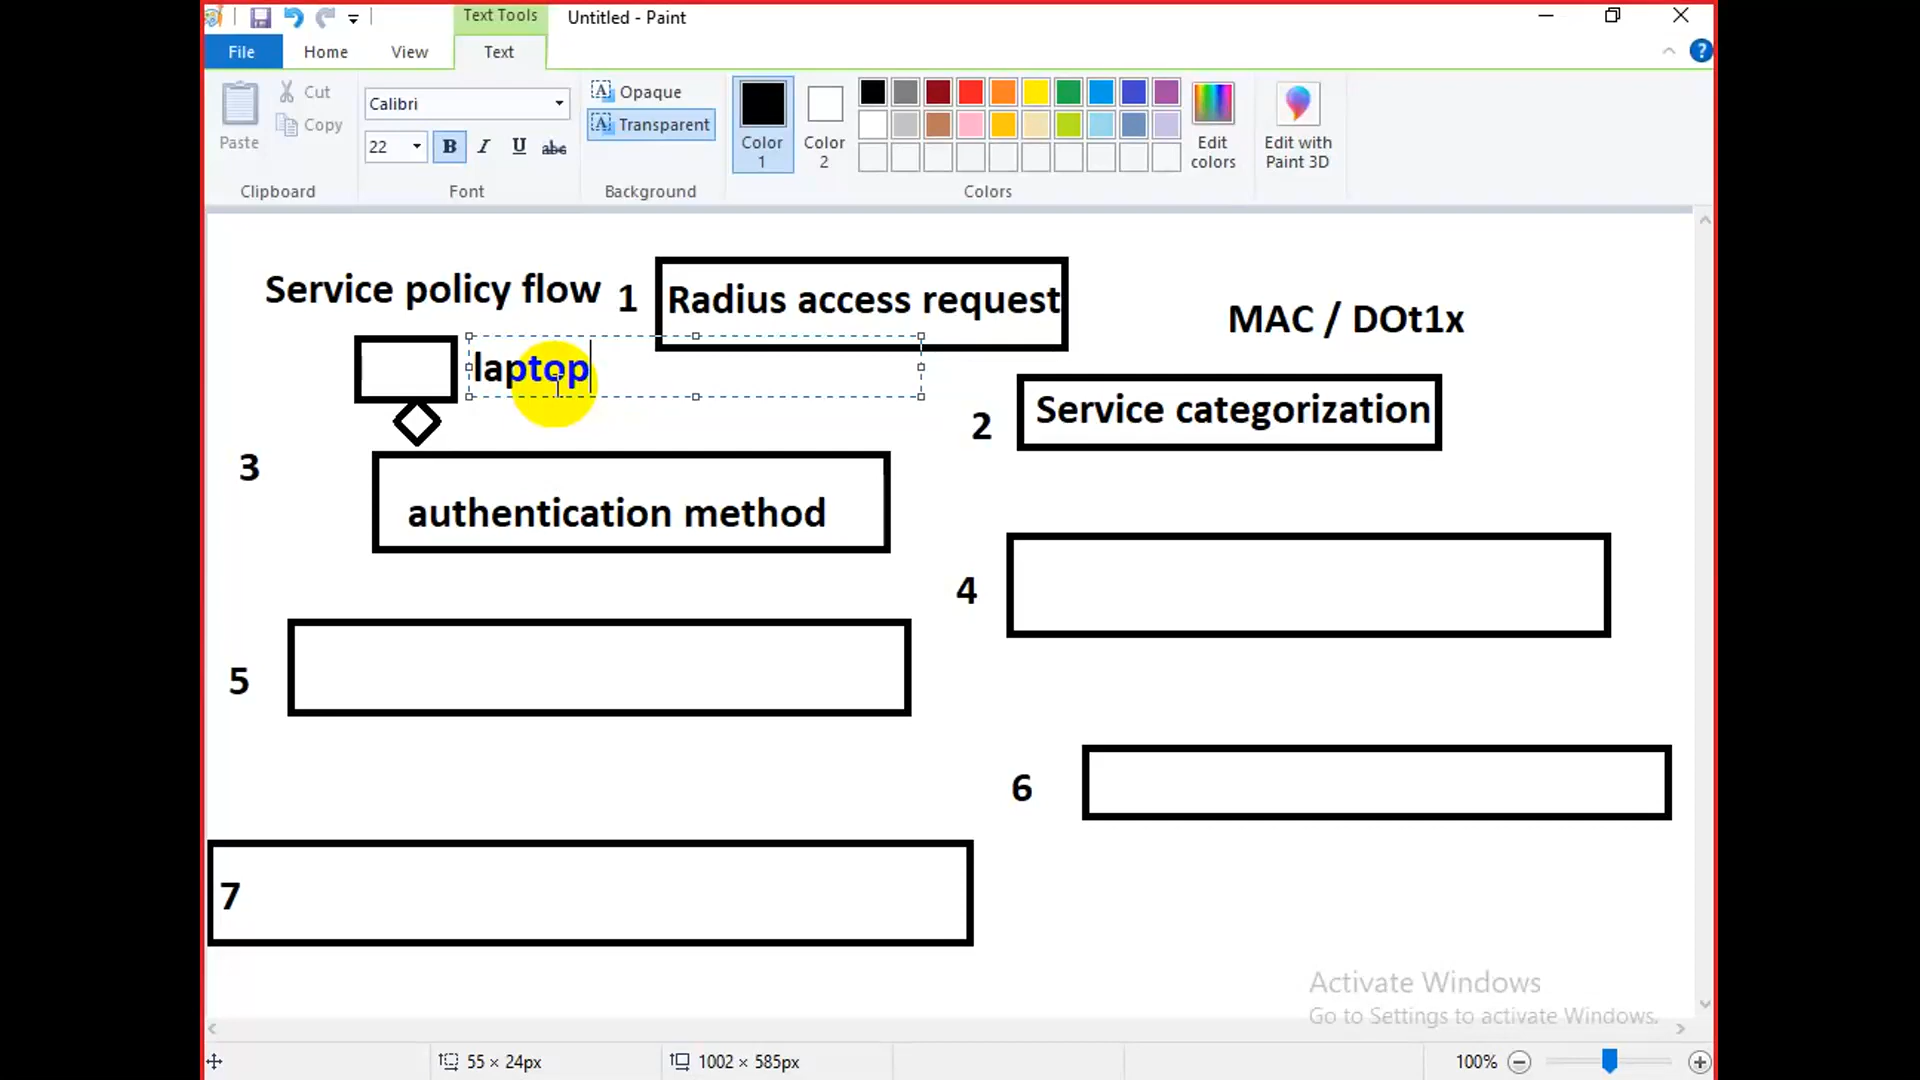 Text Tools
Untitled - Paint
File
Home
View
Text
Paste
Cut
Copy
Clipboard
Calibri
22
B I U abc
Font
Opaque
Transparent
Background
Color 1
Color 2
Colors
Edit colors
Edit with Paint 3D
Service policy flow
1
Radius access request
MAC / DOt1x
laptop
2
Service categorization
3
authentication method
4
5
6
7
Activate Windows
Go to Settings to activate Windows.
55 × 24px
1002 × 585px
100%